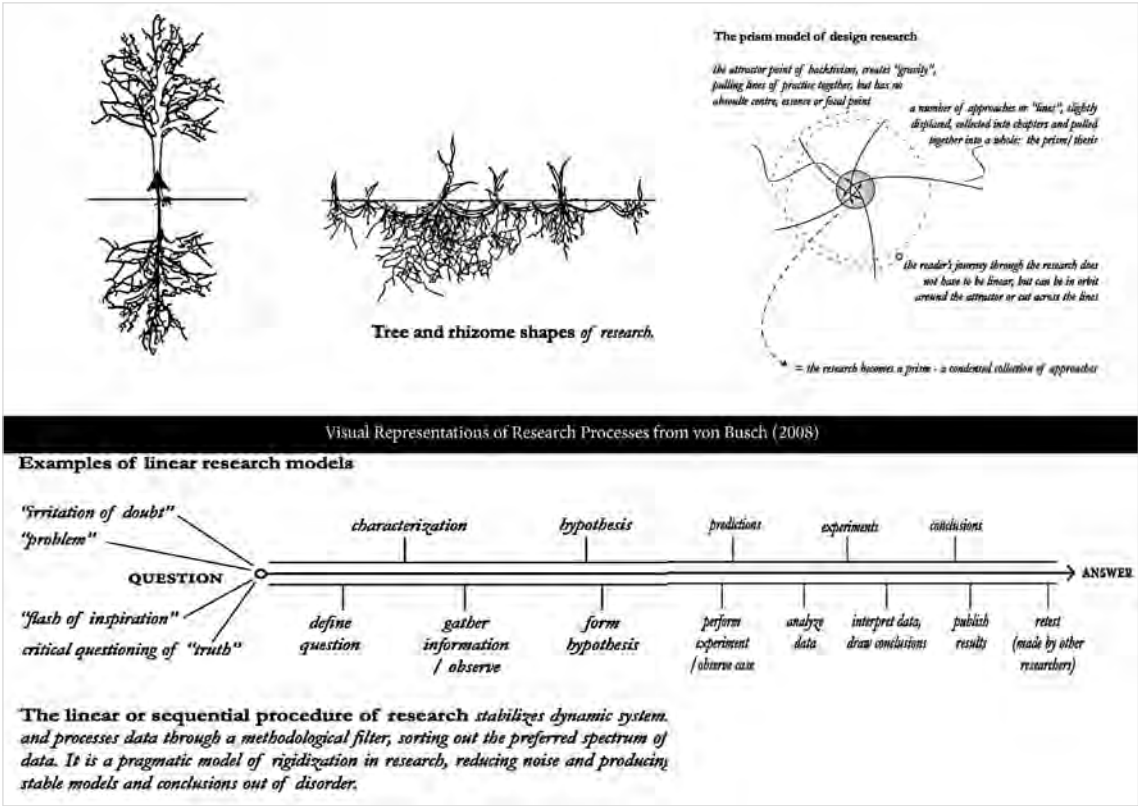 The prism model of design research
the attractor point of hacktivism, creates "gravity",
pulling lines of practice together, but has no
absoulte centre, essence or focal point
a number of approaches or "lines", slightly
displaced, collected into chapters and pulled
together into a whole: the prism/ thesis
the reader's journey through the research does
not have to be linear, but can be in orbit
around the attractor or cut across the lines
Tree and rhizome shapes of research.
= the research becomes a prism - a condensed collection of approaches
Visual Representations of Research Processes from von Busch (2008)
Examples of linear research models
"irritation of doubt"
"problem"
QUESTION
"flash of inspiration"
critical questioning of "truth"
characterization
hypothesis
predictions
experiments
conclusions
ANSWER
define
question
gather
information
/ observe
form
hypothesis
perform
experiment
/ observe case
analyze
data
interpret data,
draw conclusions
publish
results
retest
(made by other
researchers)
The linear or sequential procedure of research stabilizes dynamic system.
and processes data through a methodological filter, sorting out the preferred spectrum of
data. It is a pragmatic model of rigidization in research, reducing noise and producing
stable models and conclusions out of disorder.